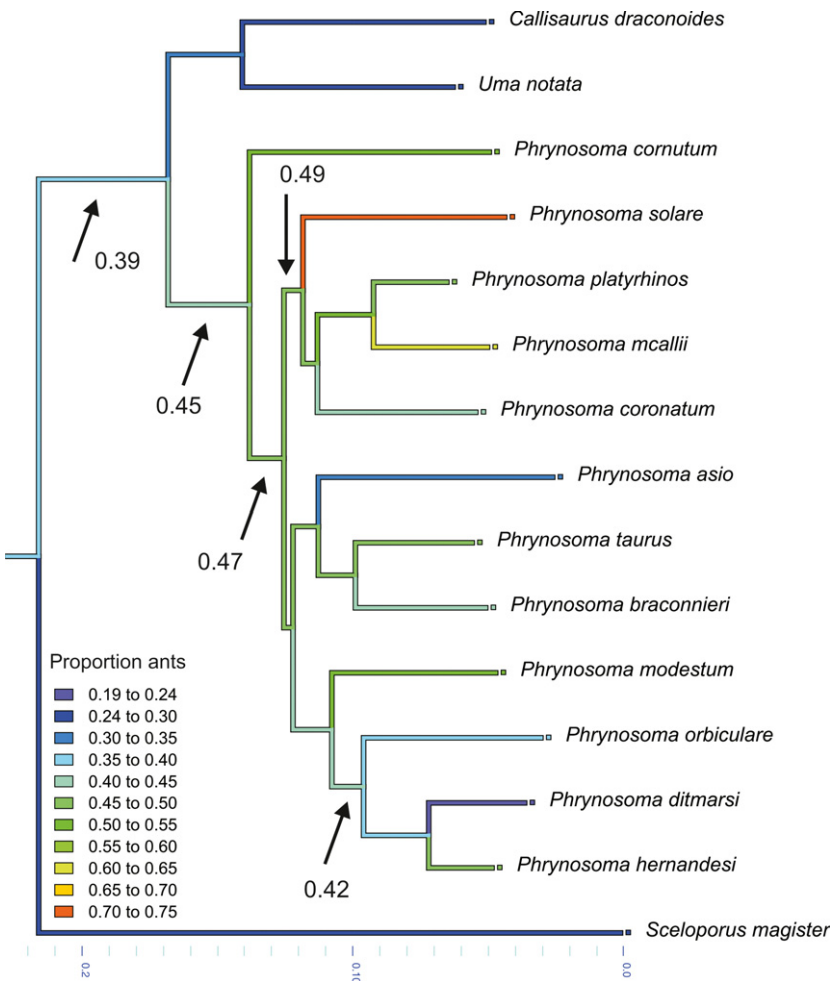 Callisaurus draconoides
Uma notata
Phrynosoma cornutum
0.49
Phrynosoma solare
0.39
Phrynosoma platyrhinos
Phrynosoma mcallii
0.45
Phrynosoma coronatum
Phrynosoma asio
0.47
Phrynosoma taurus
Phrynosoma braconnieri
Proportion ants
0.19 to 0.24
0.24 to 0.30
0.30 to 0.35
0.35 to 0.40
0.40 to 0.45
0.45 to 0.50
0.50 to 0.55
0.55 to 0.60
0.60 to 0.65
0.65 to 0.70
0.70 to 0.75
Phrynosoma modestum
Phrynosoma orbiculare
Phrynosoma ditmarsi
Phrynosoma hernandesi
0.42
Sceloporus magister
0.2
0.10
0.0